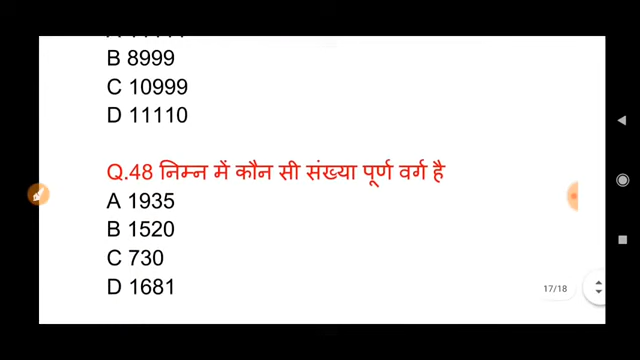 B 8999
C 10999
D 11110
Q.48 निम्न में कौन सी संख्या पूर्ण वर्ग है
A 1935
B 1520
C 730
D 1681
17/18